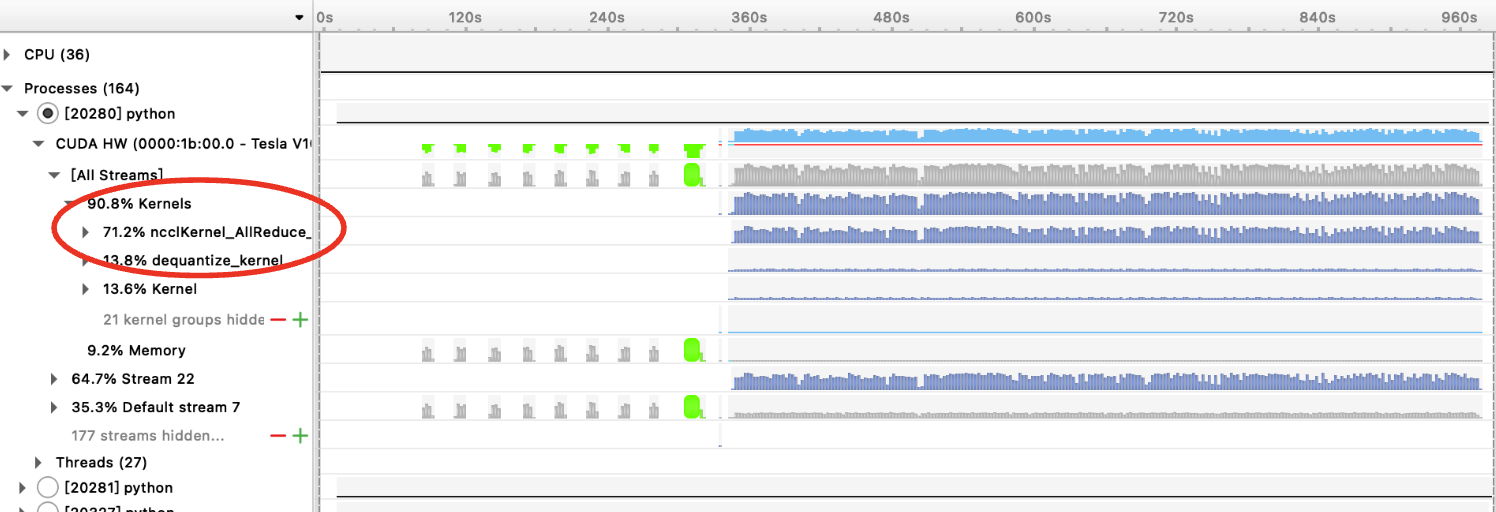 0s 120s 240s 360s 480s 600s 720s 840s 960s
CPU (36)
Processes (164)
[20280] python
CUDA HW (0000:1b:00.0 - Tesla V1
[All Streams]
90.8% Kernels
71.2% ncclKernel_AllReduce_
13.8% dequantize_kernel
13.6% Kernel
21 kernel groups hidde
9.2% Memory
64.7% Stream 22
35.3% Default stream 7
177 streams hidden...
Threads (27)
[20281] python
[20327] python